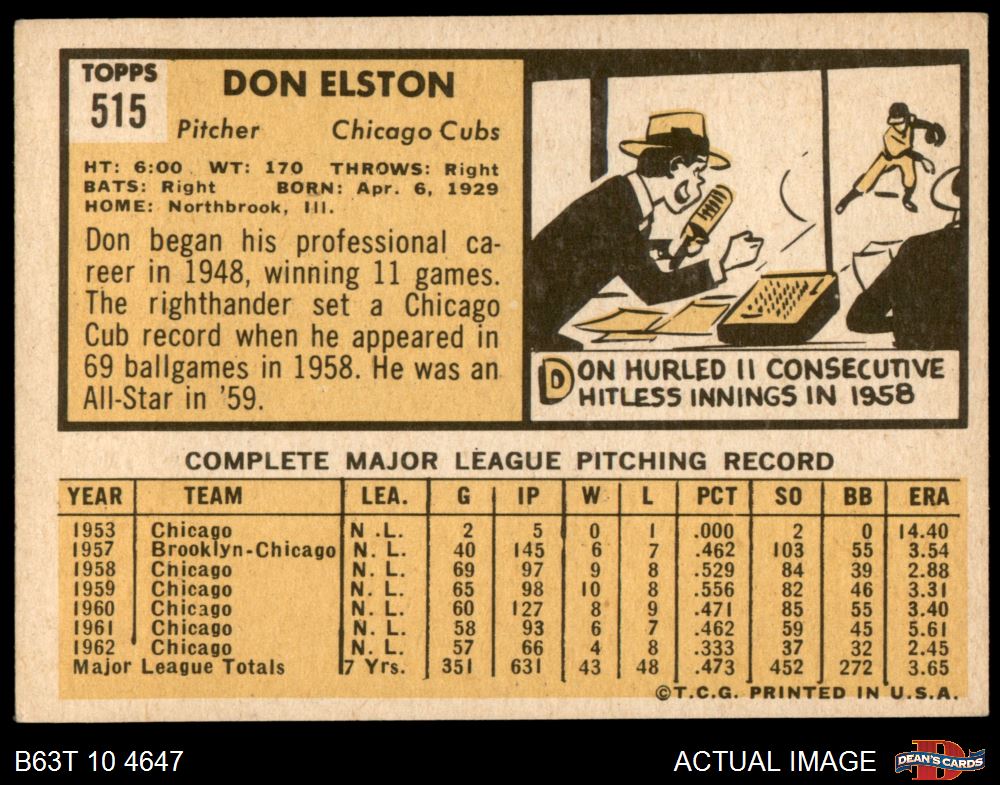 TOPPS
515
DON ELSTON
Pitcher Chicago Cubs
HT: 6:00 WT: 170 THROWS: Right
BATS: Right BORN: Apr. 6, 1929
HOME: Northbrook, Ill.
Don began his professional ca-
reer in 1948, winning 11 games.
The righthander set a Chicago
Cub record when he appeared in
69 ballgames in 1958. He was an
All-Star in '59.
DON HURLED 11 CONSECUTIVE
HITLESS INNINGS IN 1958
COMPLETE MAJOR LEAGUE PITCHING RECORD
YEAR TEAM LEA. G IP W L PCT SO BB ERA
1953 Chicago N .L. 2 5 0 1 .000 2 0 14.40
1957 Brooklyn-Chicago N. L. 40 145 6 7 .462 103 55 3.54
1958 Chicago N. L. 69 97 9 8 .529 84 39 2.88
1959 Chicago N. L. 65 98 10 8 .556 82 46 3.31
1960 Chicago N. L. 60 127 8 9 .471 85 55 3.40
1961 Chicago N. L. 58 93 6 7 .462 59 45 5.61
1962 Chicago N. L. 57 66 4 8 .333 37 32 2.45
Major League Totals 7 Yrs. 351 631 43 48 .473 452 272 3.65
©T.C.G. PRINTED IN U.S.A.
B63T 10 4647 ACTUAL IMAGE DEAN'S CARDS